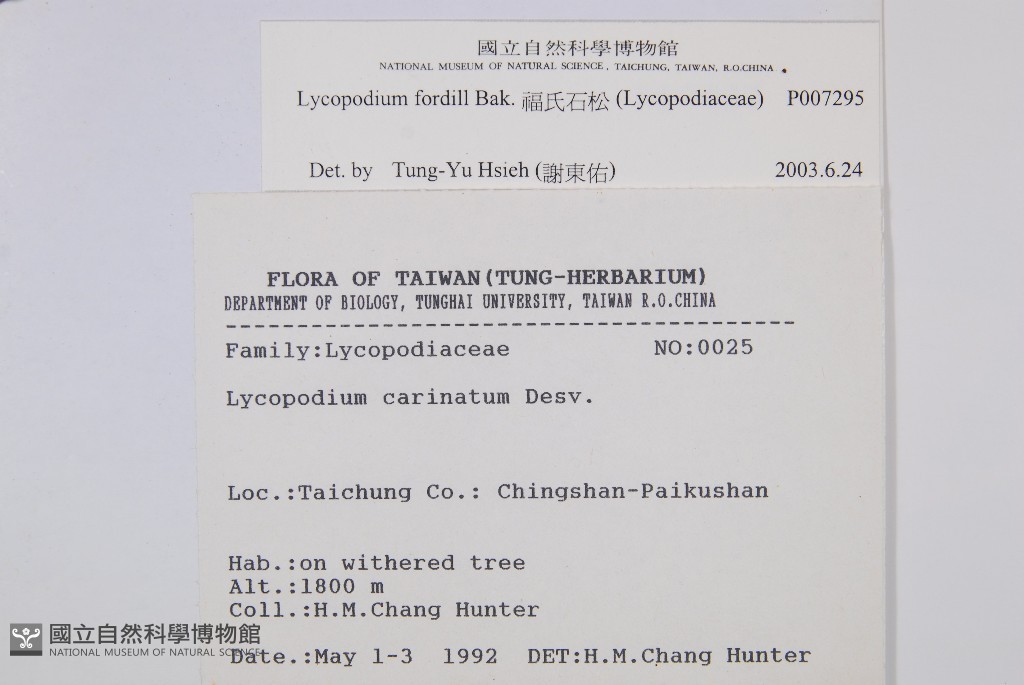 國立自然科學博物館
NATIONAL MUSEUM OF NATURAL SCIENCE, TAICHUNG, TAIWAN, R.O.CHINA
Lycopodium fordill Bak. 福氏石松 (Lycopodiaceae) P007295
Det. by Tung-Yu Hsieh (謝東佑) 2003.6.24
FLORA OF TAIWAN(TUNG-HERBARIUM)
DEPARTMENT OF BIOLOGY, TUNGHAI UNIVERSITY, TAIWAN R.O.CHINA
----------------------------------------
Family:Lycopodiaceae NO:0025
Lycopodium carinatum Desv.
Loc.:Taichung Co.: Chingshan-Paikushan
Hab.:on withered tree
Alt.:1800 m
Coll.:H.M.Chang Hunter
Date.:May 1-3 1992 DET:H.M.Chang Hunter
國立自然科學博物館
NATIONAL MUSEUM OF NATURAL SCIENCE